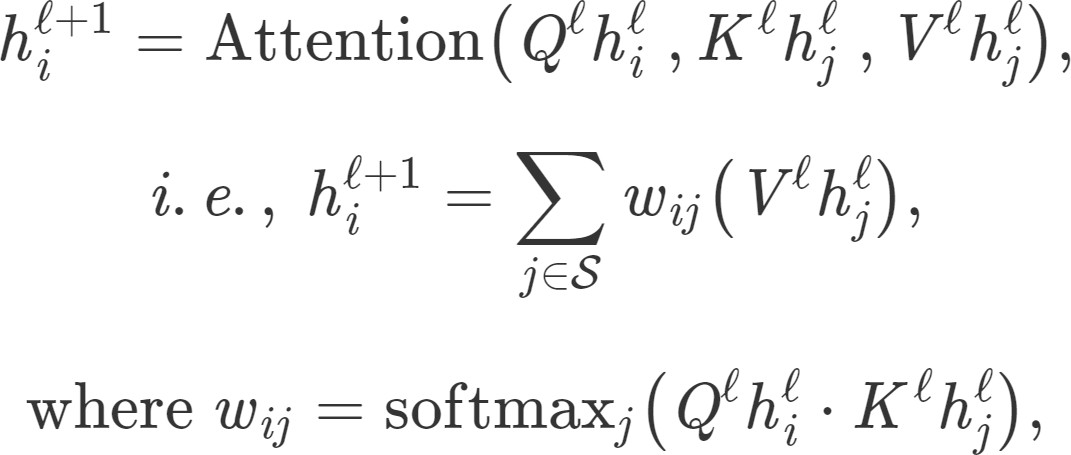 h_i^{ℓ+1} = Attention(Q^ℓ h_i^ℓ , K^ℓ h_j^ℓ , V^ℓ h_j^ℓ),
i. e. , h_i^{ℓ+1} = ∑_{j∈𝒮} w_{ij}(V^ℓ h_j^ℓ),
where w_{ij} = softmax_j(Q^ℓ h_i^ℓ · K^ℓ h_j^ℓ),